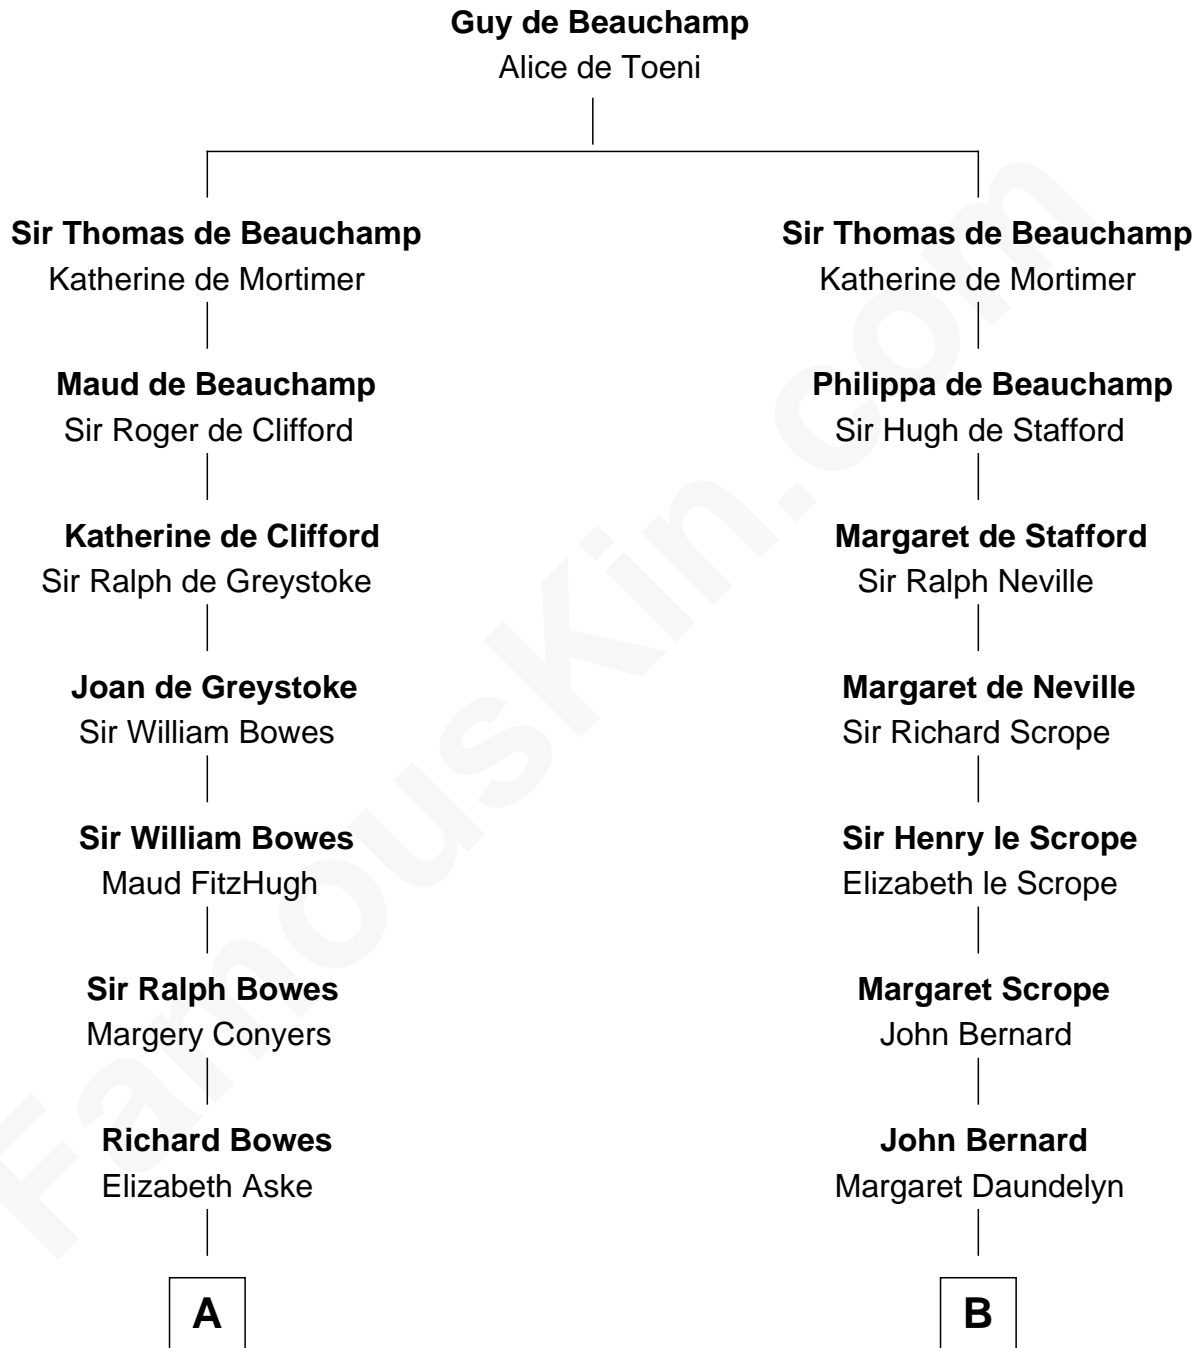 Guy de Beauchamp
Alice de Toeni
Sir Thomas de Beauchamp
Katherine de Mortimer
Maud de Beauchamp
Sir Roger de Clifford
Katherine de Clifford
Sir Ralph de Greystoke
Joan de Greystoke
Sir William Bowes
Sir William Bowes
Maud FitzHugh
Sir Ralph Bowes
Margery Conyers
Richard Bowes
Elizabeth Aske
A
Sir Thomas de Beauchamp
Katherine de Mortimer
Philippa de Beauchamp
Sir Hugh de Stafford
Margaret de Stafford
Sir Ralph Neville
Margaret de Neville
Sir Richard Scrope
Sir Henry le Scrope
Elizabeth le Scrope
Margaret Scrope
John Bernard
John Bernard
Margaret Daundelyn
B
FamousKin.com